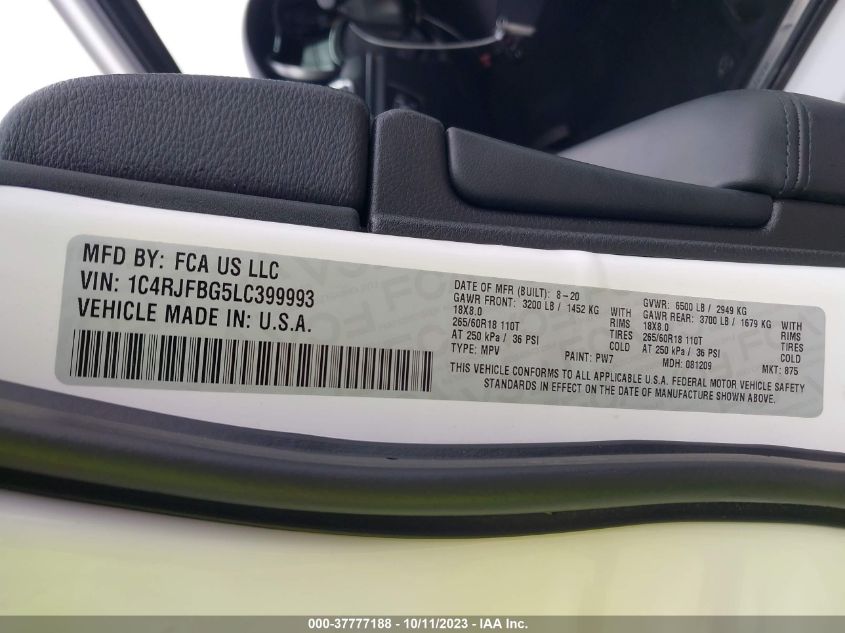 MFD BY: FCA US LLC
VIN: 1C4RJFBG5LC399993
VEHICLE MADE IN: U.S.A.
DATE OF MFR (BUILT): 8-20
GAWR FRONT: 3200 LB / 1452 KG WITH
18X8.0 RIMS
265/60R18 110T TIRES
AT 250 kPa / 36 PSI COLD
TYPE: MPV PAINT: PW7
GVWR: 6500 LB / 2949 KG
GAWR REAR: 3700 LB / 1679 KG WITH
18X8.0 RIMS
265/60R18 110T TIRES
AT 250 kPa / 36 PSI COLD
MDH: 081209 MKT: 875
THIS VEHICLE CONFORMS TO ALL APPLICABLE U.S.A. FEDERAL MOTOR VEHICLE SAFETY
STANDARDS IN EFFECT ON THE DATE OF MANUFACTURE SHOWN ABOVE.
000-37777188 - 10/11/2023 - IAA Inc.